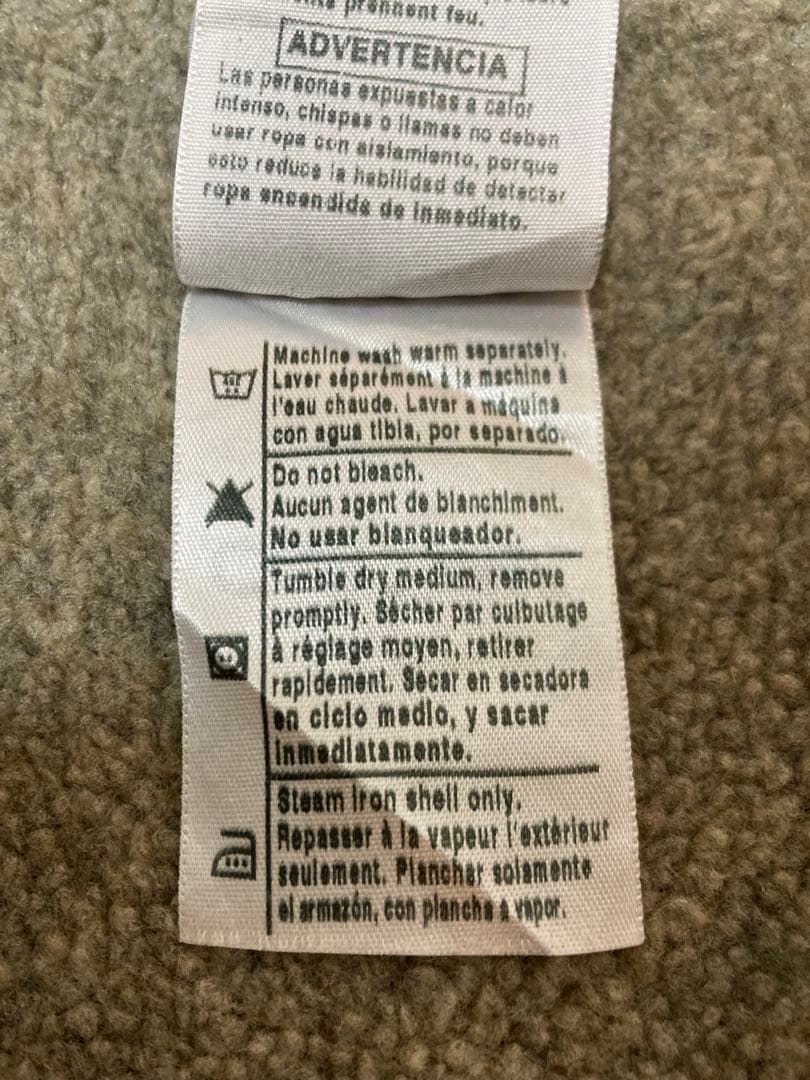 prennent feu.
ADVERTENCIA
Las personas expuestas a calor
intenso, chispas o llamas no deben
usar ropa con aislamiento, porque
esto reduce la habilidad de detectar
ropa encendida de inmediato.
Machine wash warm separately.
Laver séparément à la machine à
l'eau chaude. Lavar a máquina
con agua tibia, por separado.
Do not bleach.
Aucun agent de blanchiment.
No usar blanqueador.
Tumble dry medium, remove
promptly. Sécher par culbutage
à réglage moyen, retirer
rapidement. Secar en secadora
en ciclo medio, y sacar
inmediatamente.
Steam iron shell only.
Repasser à la vapeur l'extérieur
seulement. Planchar solamente
el armazón, con plancha a vapor.